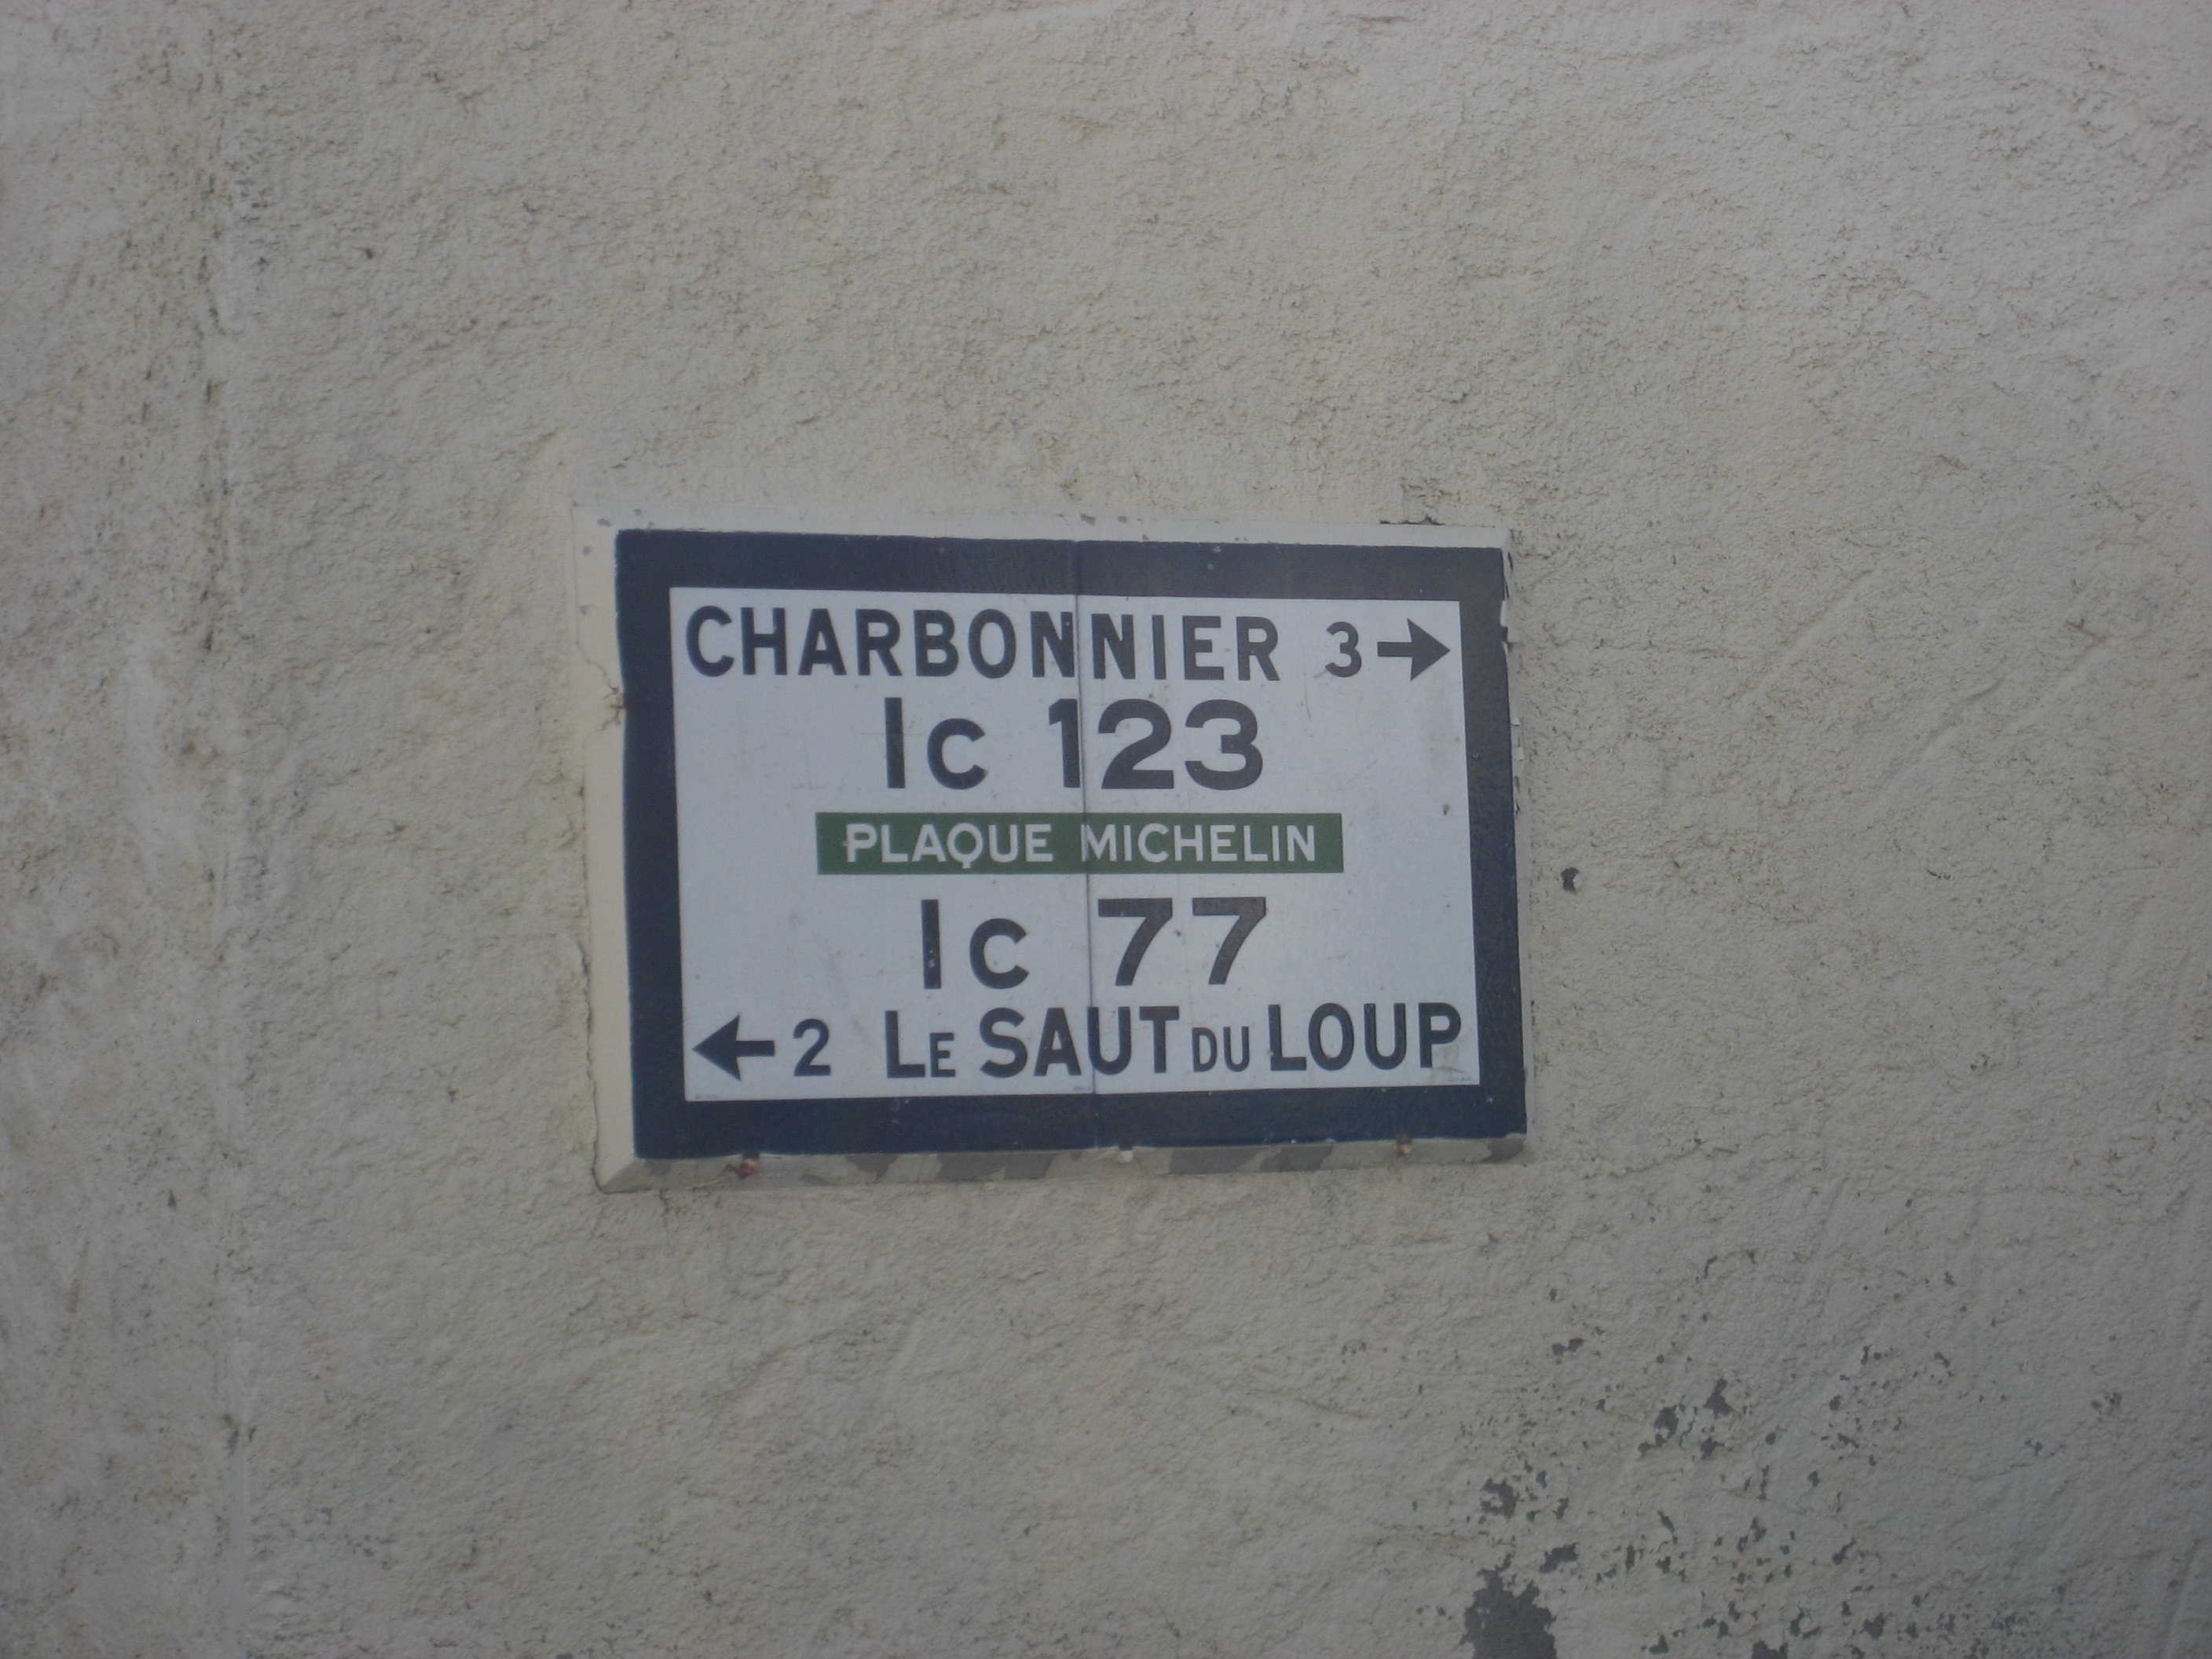 CHARBONNIER 3 →
Ic 123
PLAQUE MICHELIN
Ic 77
← 2 LE SAUT DU LOUP